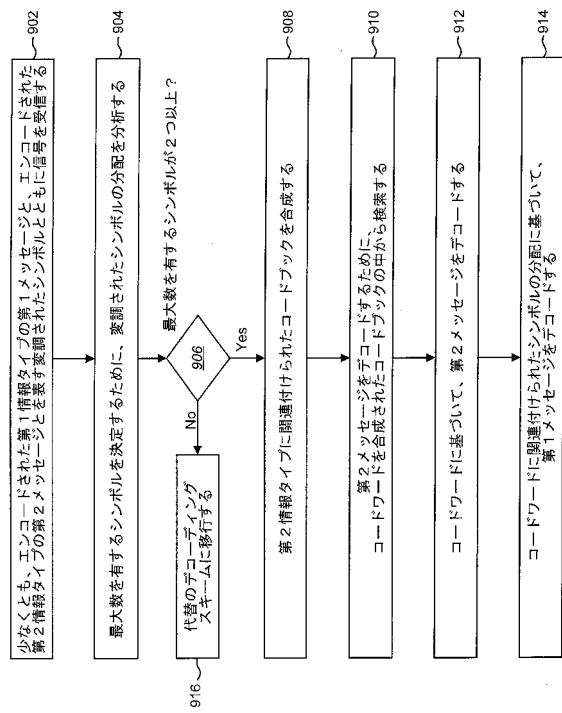 少なくとも、エンコードされた第1情報タイプの第1メッセージと、エンコードされた
第2情報タイプの第2メッセージとを表す変調されたシンボルとともに信号を受信する
902
最大数を有するシンボルを決定するために、変調されたシンボルの分配を分析する
904
最大数を有するシンボルが2つ以上？
906
No
Yes
代替のデコーディング
スキームに移行する
916
第2情報タイプに関連付けられたコードブックを合成する
908
第2メッセージをデコードするために、
コードワードを合成されたコードブックの中から検索する
910
コードワードに基づいて、第2メッセージをデコードする
912
コードワードに関連付けられたシンボルの分配に基づいて、
第1メッセージをデコードする
914